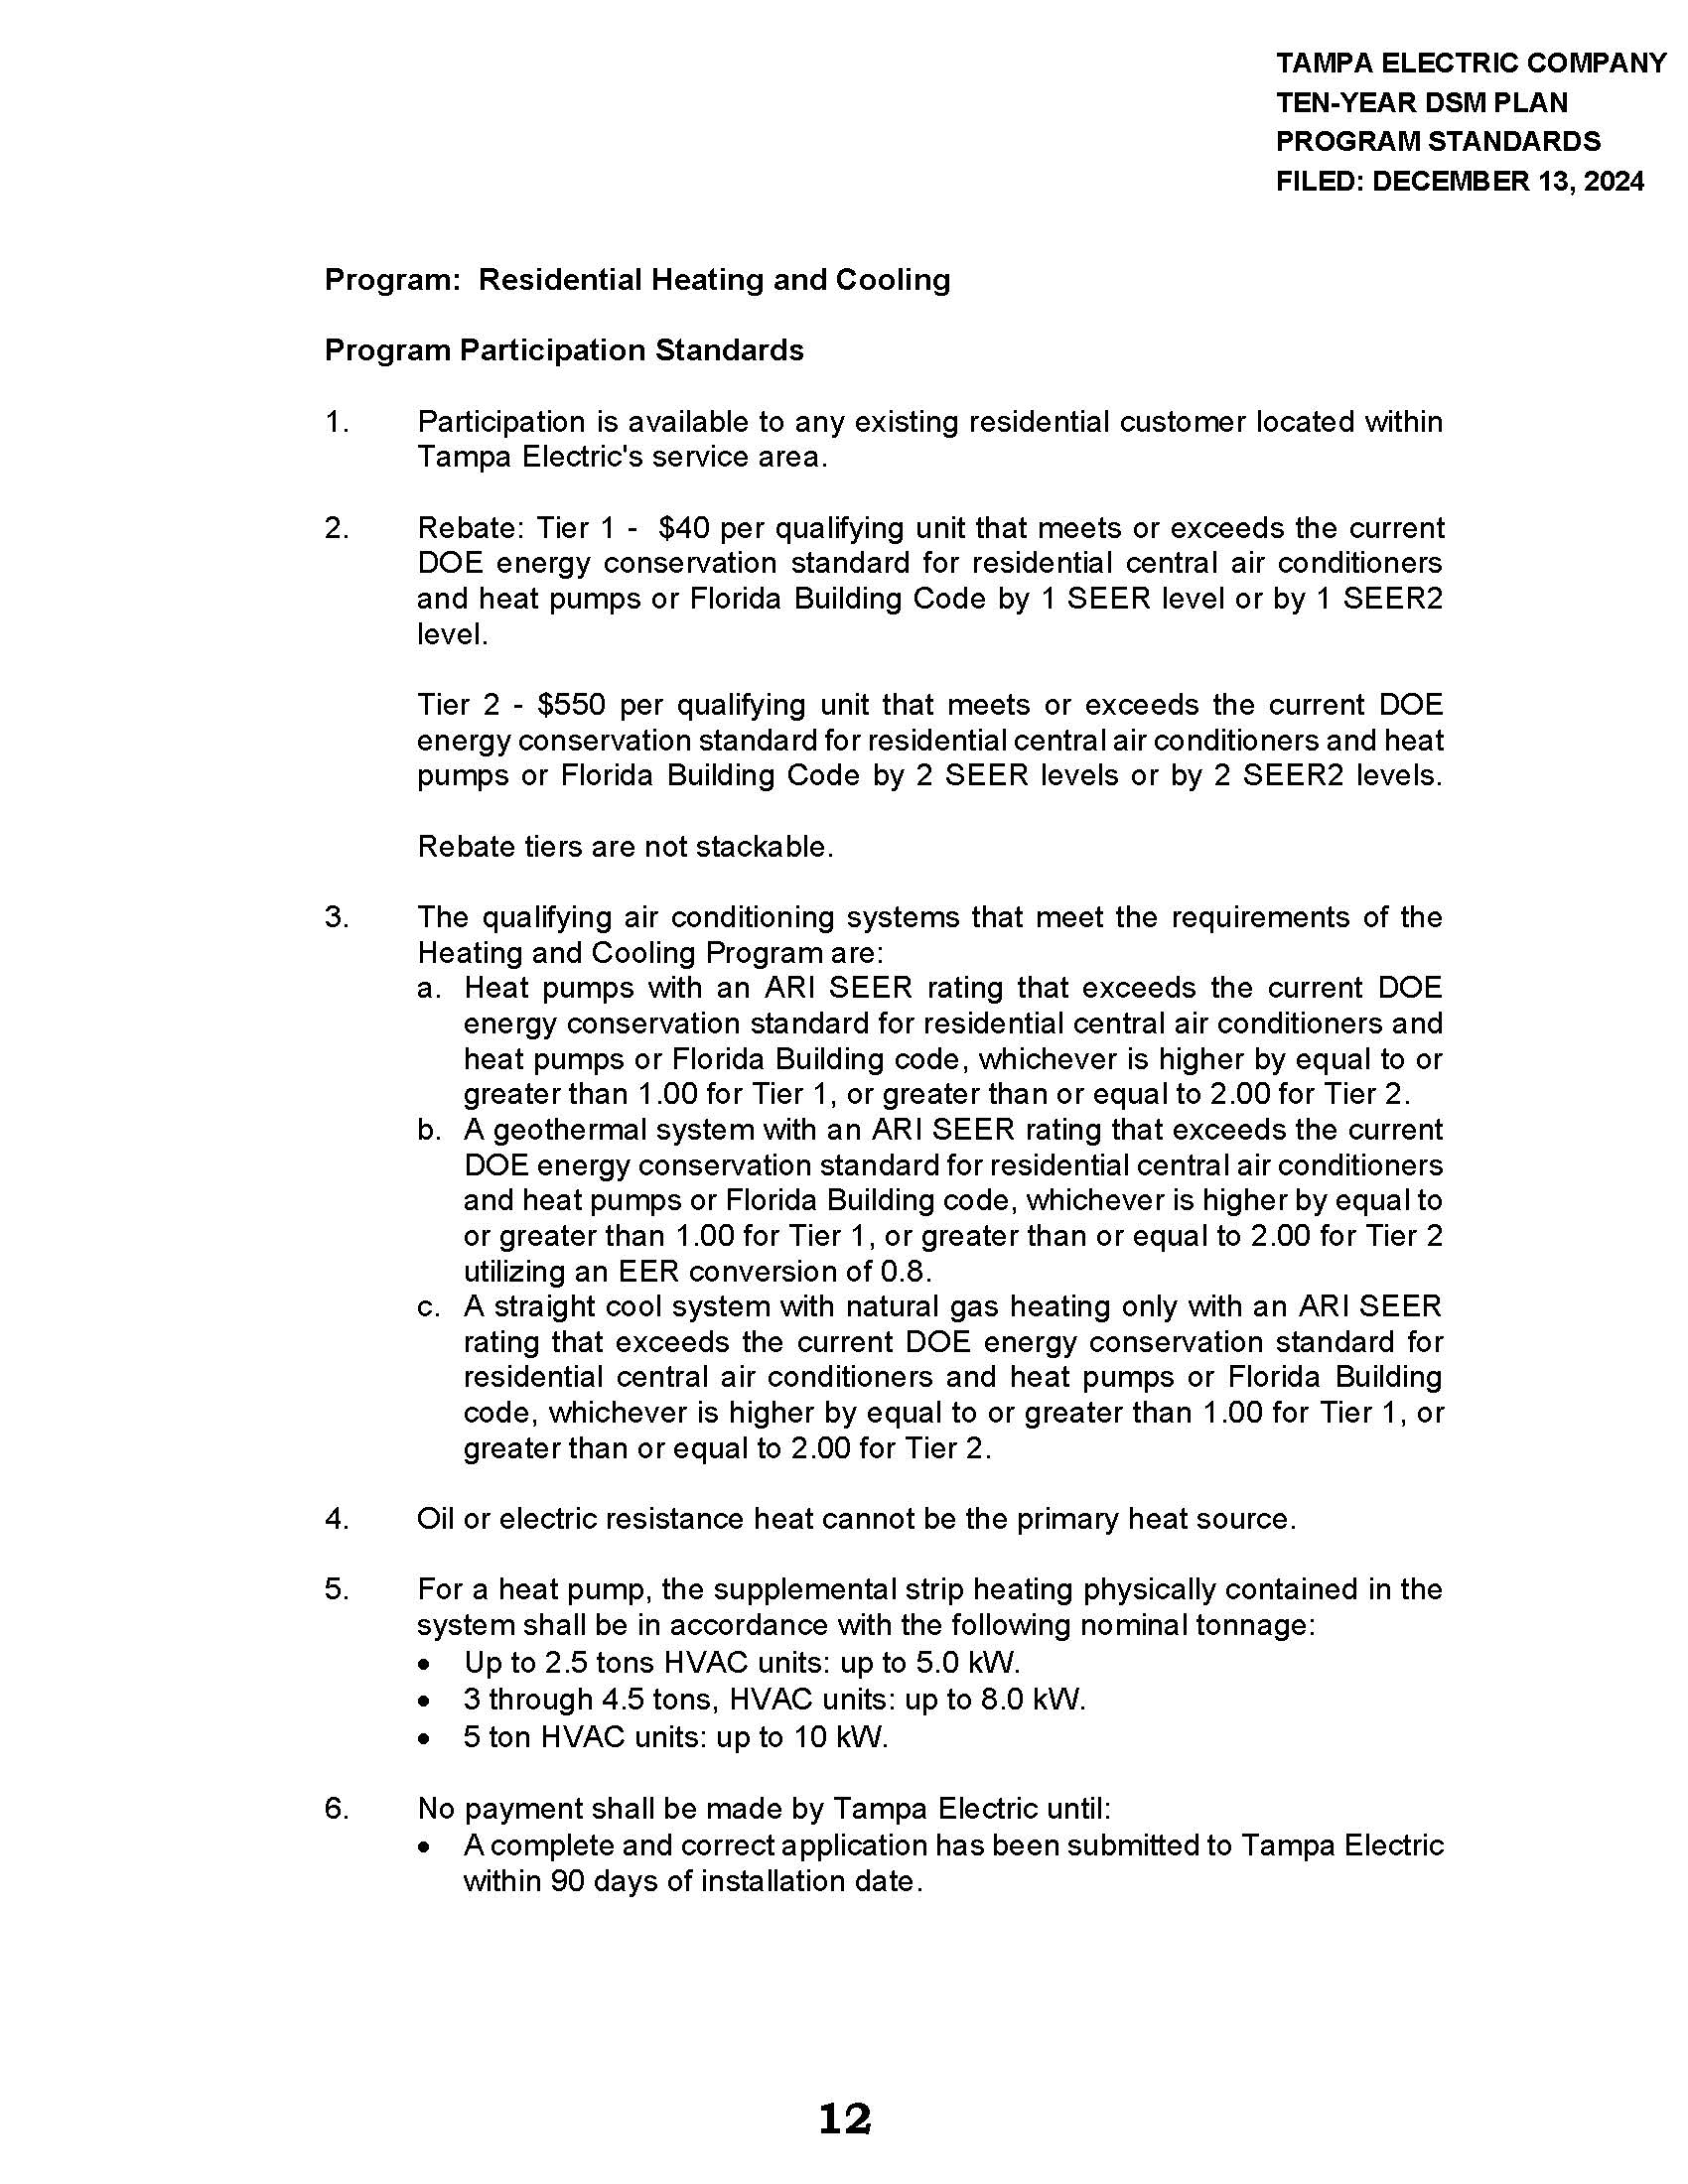 TAMPA ELECTRIC COMPANY
TEN-YEAR DSM PLAN
PROGRAM STANDARDS
FILED: DECEMBER 13, 2024
Program: Residential Heating and Cooling
Program Participation Standards
1. Participation is available to any existing residential customer located within
Tampa Electric's service area.
2. Rebate: Tier 1 - $40 per qualifying unit that meets or exceeds the current
DOE energy conservation standard for residential central air conditioners
and heat pumps or Florida Building Code by 1 SEER level or by 1 SEER2
level.
Tier 2 - $550 per qualifying unit that meets or exceeds the current DOE
energy conservation standard for residential central air conditioners and heat
pumps or Florida Building Code by 2 SEER levels or by 2 SEER2 levels.
Rebate tiers are not stackable.
3. The qualifying air conditioning systems that meet the requirements of the
Heating and Cooling Program are:
a. Heat pumps with an ARI SEER rating that exceeds the current DOE
energy conservation standard for residential central air conditioners and
heat pumps or Florida Building code, whichever is higher by equal to or
greater than 1.00 for Tier 1, or greater than or equal to 2.00 for Tier 2.
b. A geothermal system with an ARI SEER rating that exceeds the current
DOE energy conservation standard for residential central air conditioners
and heat pumps or Florida Building code, whichever is higher by equal to
or greater than 1.00 for Tier 1, or greater than or equal to 2.00 for Tier 2
utilizing an EER conversion of 0.8.
c. A straight cool system with natural gas heating only with an ARI SEER
rating that exceeds the current DOE energy conservation standard for
residential central air conditioners and heat pumps or Florida Building
code, whichever is higher by equal to or greater than 1.00 for Tier 1, or
greater than or equal to 2.00 for Tier 2.
4. Oil or electric resistance heat cannot be the primary heat source.
5. For a heat pump, the supplemental strip heating physically contained in the
system shall be in accordance with the following nominal tonnage:
• Up to 2.5 tons HVAC units: up to 5.0 kW.
• 3 through 4.5 tons, HVAC units: up to 8.0 kW.
• 5 ton HVAC units: up to 10 kW.
6. No payment shall be made by Tampa Electric until:
• A complete and correct application has been submitted to Tampa Electric
within 90 days of installation date.
12